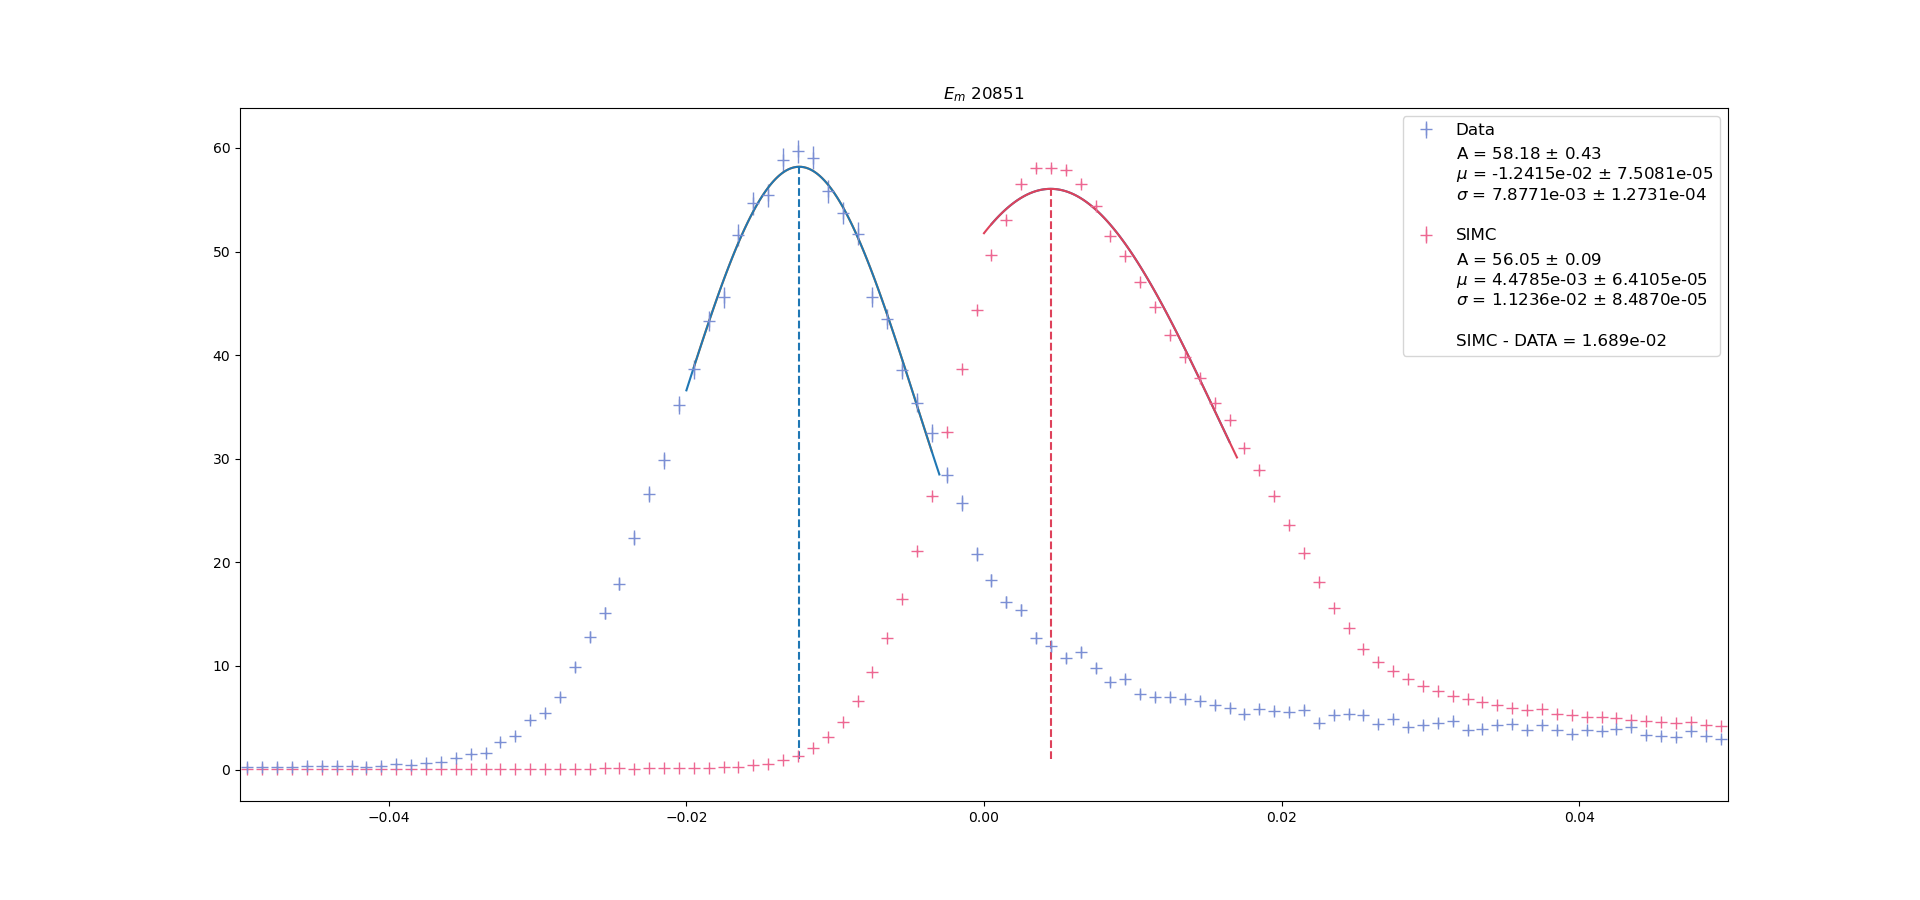 E_m 20851
60
50
40
30
20
10
0
−0.04
−0.02
0.00
0.02
0.04
Data
A = 58.18 ± 0.43
μ = -1.2415e-02 ± 7.5081e-05
σ = 7.8771e-03 ± 1.2731e-04
SIMC
A = 56.05 ± 0.09
μ = 4.4785e-03 ± 6.4105e-05
σ = 1.1236e-02 ± 8.4870e-05
SIMC - DATA = 1.689e-02